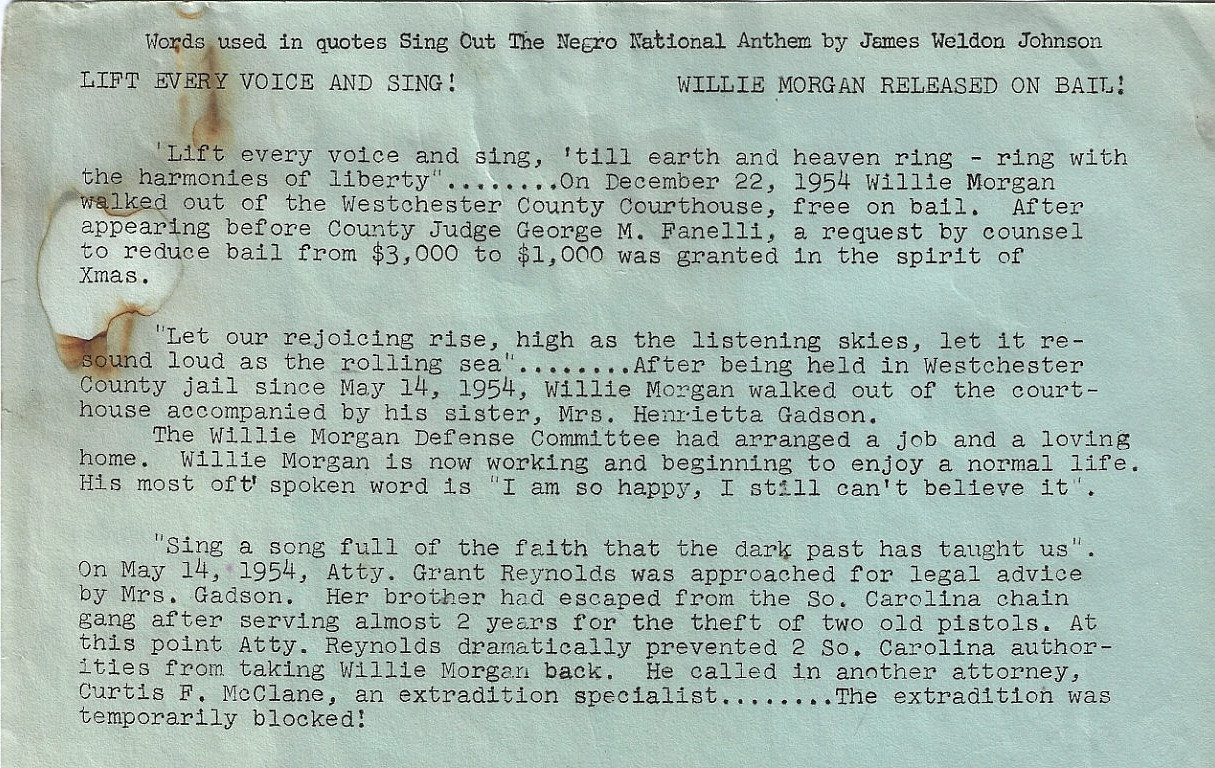 Words used in quotes Sing Out The Negro National Anthem by James Weldon Johnson
LIFT EVERY VOICE AND SING! WILLIE MORGAN RELEASED ON BAIL!
'Lift every voice and sing, 'till earth and heaven ring - ring with
the harmonies of liberty"........On December 22, 1954 Willie Morgan
walked out of the Westchester County Courthouse, free on bail. After
appearing before County Judge George M. Fanelli, a request by counsel
to reduce bail from $3,000 to $1,000 was granted in the spirit of
Xmas.
"Let our rejoicing rise, high as the listening skies, let it re-
sound loud as the rolling sea"........After being held in Westchester
County jail since May 14, 1954, Willie Morgan walked out of the court-
house accompanied by his sister, Mrs. Henrietta Gadson.
The Willie Morgan Defense Committee had arranged a job and a loving
home. Willie Morgan is now working and beginning to enjoy a normal life.
His most oft' spoken word is "I am so happy, I still can't believe it".
"Sing a song full of the faith that the dark past has taught us".
On May 14, 1954, Atty. Grant Reynolds was approached for legal advice
by Mrs. Gadson. Her brother had escaped from the So. Carolina chain
gang after serving almost 2 years for the theft of two old pistols. At
this point Atty. Reynolds dramatically prevented 2 So. Carolina author-
ities from taking Willie Morgan back. He called in another attorney,
Curtis F. McClane, an extradition specialist........The extradition was
temporarily blocked!